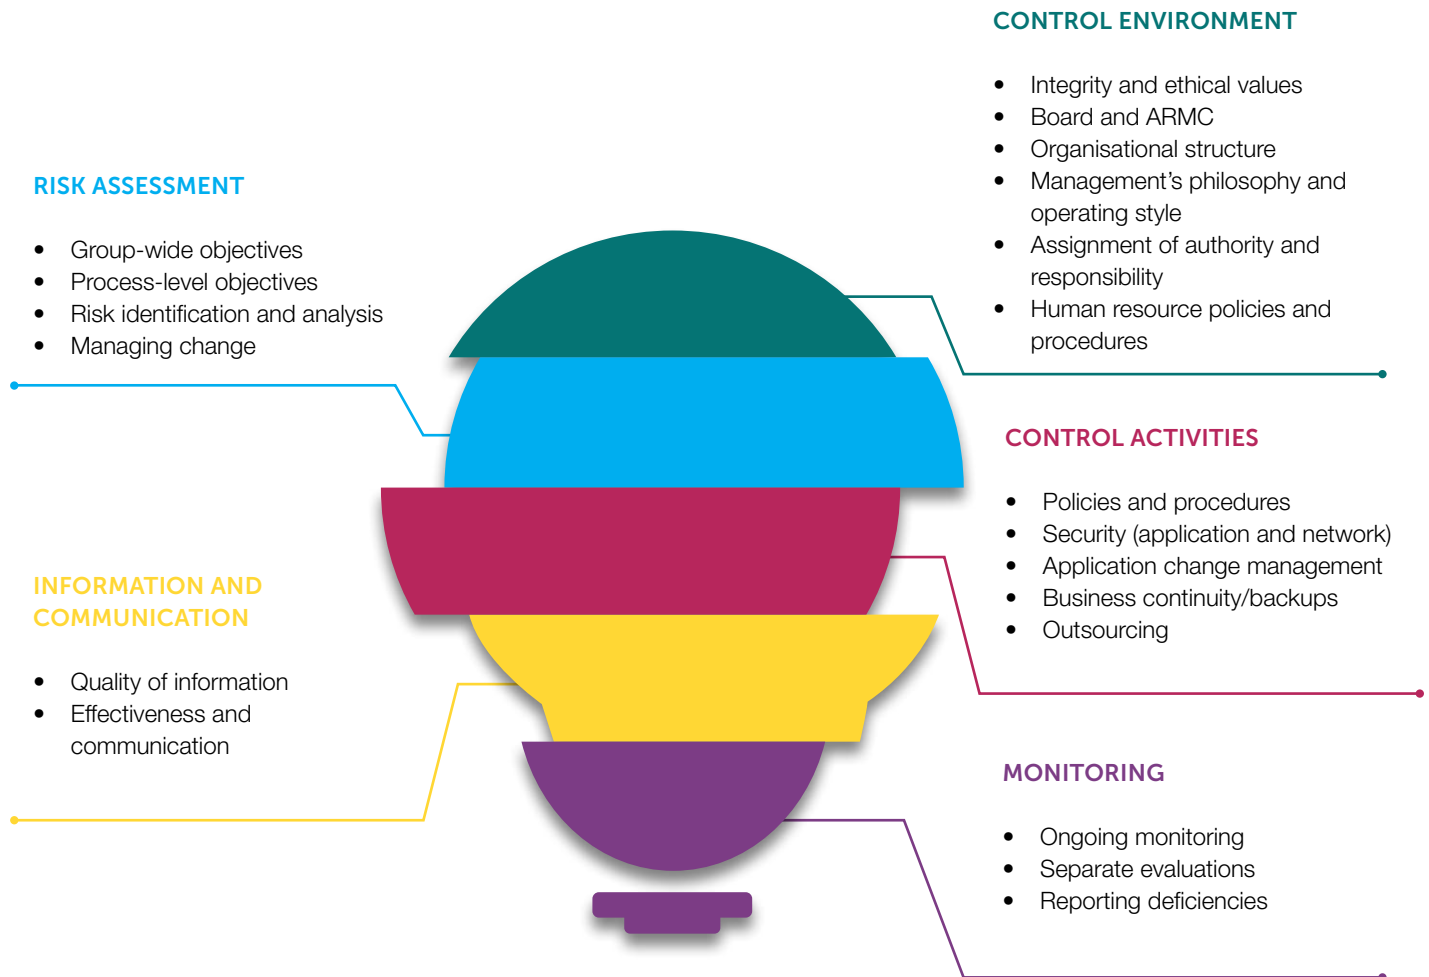 CONTROL ENVIRONMENT
• Integrity and ethical values
• Board and ARMC
• Organisational structure
• Management’s philosophy and
operating style
• Assignment of authority and
responsibility
• Human resource policies and
procedures
RISK ASSESSMENT
• Group-wide objectives
• Process-level objectives
• Risk identification and analysis
• Managing change
CONTROL ACTIVITIES
• Policies and procedures
• Security (application and network)
• Application change management
• Business continuity/backups
• Outsourcing
INFORMATION AND
COMMUNICATION
• Quality of information
• Effectiveness and
communication
MONITORING
• Ongoing monitoring
• Separate evaluations
• Reporting deficiencies